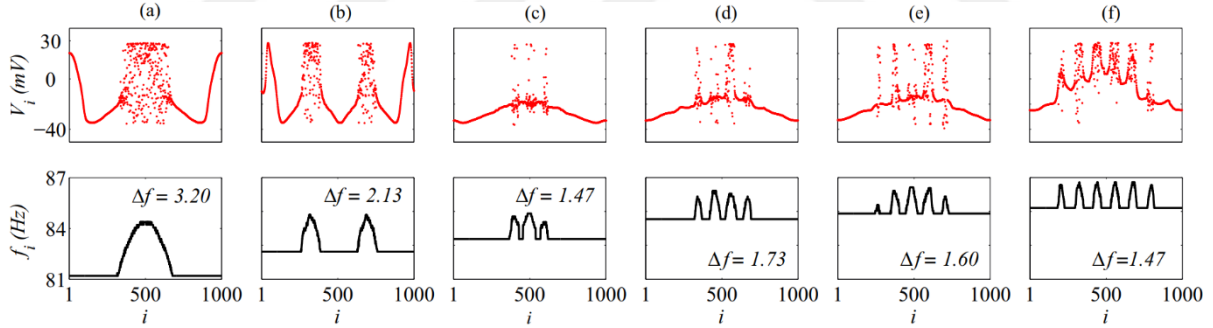 (a) (b) (c) (d) (e) (f)
V_i (mV)
30
0
−40
f_i (Hz)
87
84
81
Δf = 3.20
Δf = 2.13
Δf = 1.47
Δf = 1.73
Δf = 1.60
Δf=1.47
1 500 1000 1 500 1000 1 500 1000 1 500 1000 1 500 1000 1 500 1000
i i i i i i